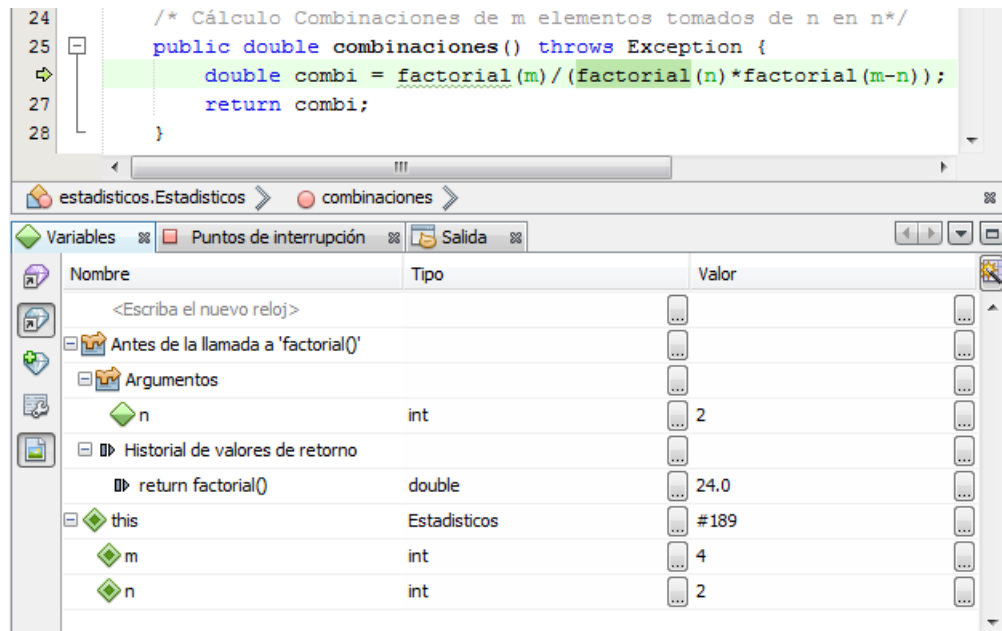 24 /* Cálculo Combinaciones de m elementos tomados de n en n*/
25 public double combinaciones() throws Exception {
double combi = factorial(m)/(factorial(n)*factorial(m-n));
27 return combi;
28 }
estadisticos.Estadisticos combinaciones
Variables Puntos de interrupción Salida
Nombre Tipo Valor
<Escriba el nuevo reloj>
Antes de la llamada a 'factorial()'
Argumentos
n int 2
Historial de valores de retorno
return factorial() double 24.0
this Estadisticos #189
m int 4
n int 2